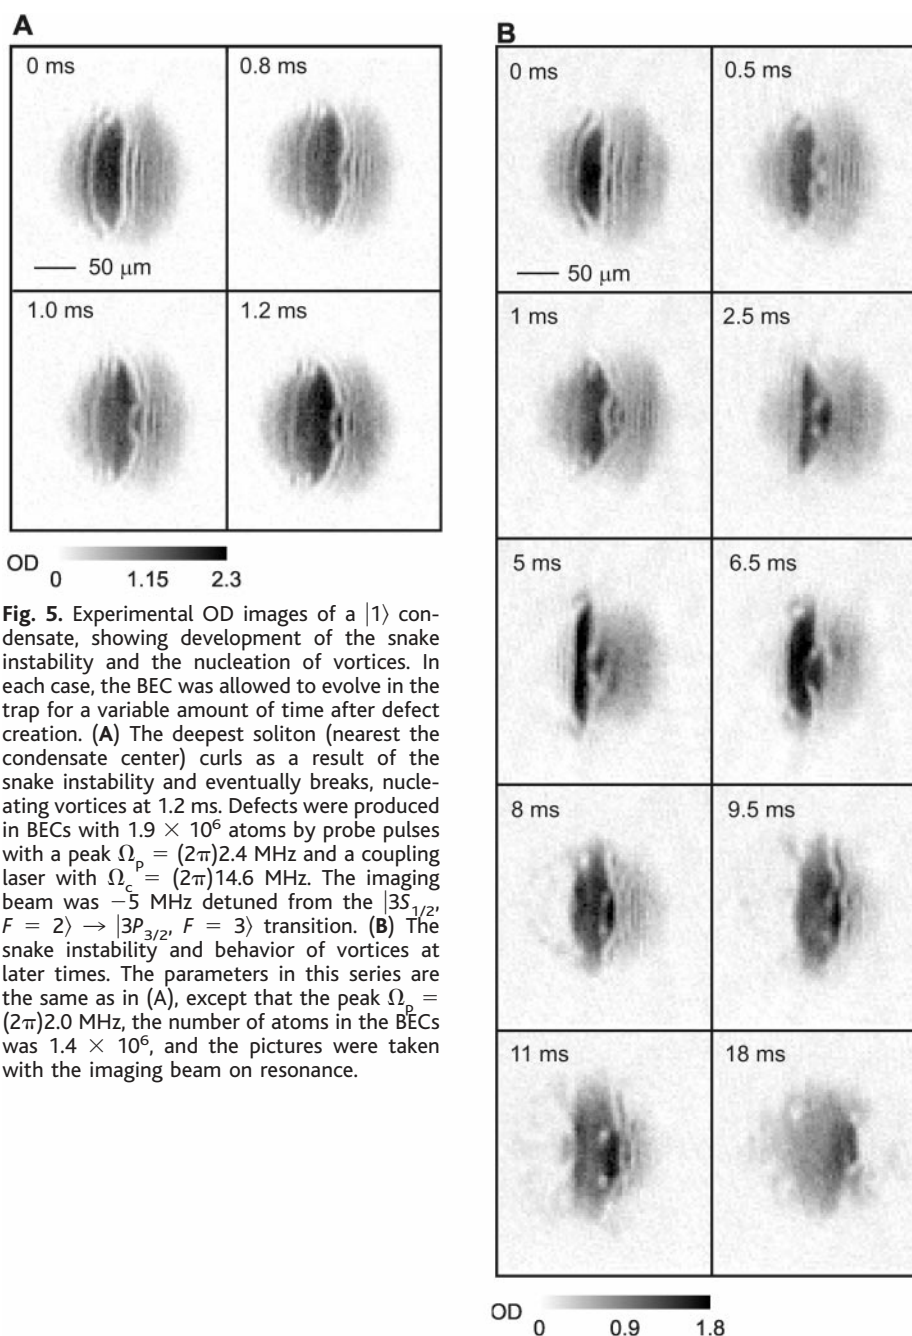 A
0 ms
0.8 ms
50 μm
1.0 ms
1.2 ms
OD
0 1.15 2.3
Fig. 5. Experimental OD images of a |1⟩ con-
densate, showing development of the snake
instability and the nucleation of vortices. In
each case, the BEC was allowed to evolve in the
trap for a variable amount of time after defect
creation. (A) The deepest soliton (nearest the
condensate center) curls as a result of the
snake instability and eventually breaks, nucle-
ating vortices at 1.2 ms. Defects were produced
in BECs with 1.9 × 10⁶ atoms by probe pulses
with a peak Ωₚ = (2π)2.4 MHz and a coupling
laser with Ω_c = (2π)14.6 MHz. The imaging
beam was −5 MHz detuned from the |3S₁/₂,
F = 2⟩ → |3P₃/₂, F = 3⟩ transition. (B) The
snake instability and behavior of vortices at
later times. The parameters in this series are
the same as in (A), except that the peak Ωₚ =
(2π)2.0 MHz, the number of atoms in the BECs
was 1.4 × 10⁶, and the pictures were taken
with the imaging beam on resonance.
B
0 ms
0.5 ms
50 μm
1 ms
2.5 ms
5 ms
6.5 ms
8 ms
9.5 ms
11 ms
18 ms
OD
0 0.9 1.8